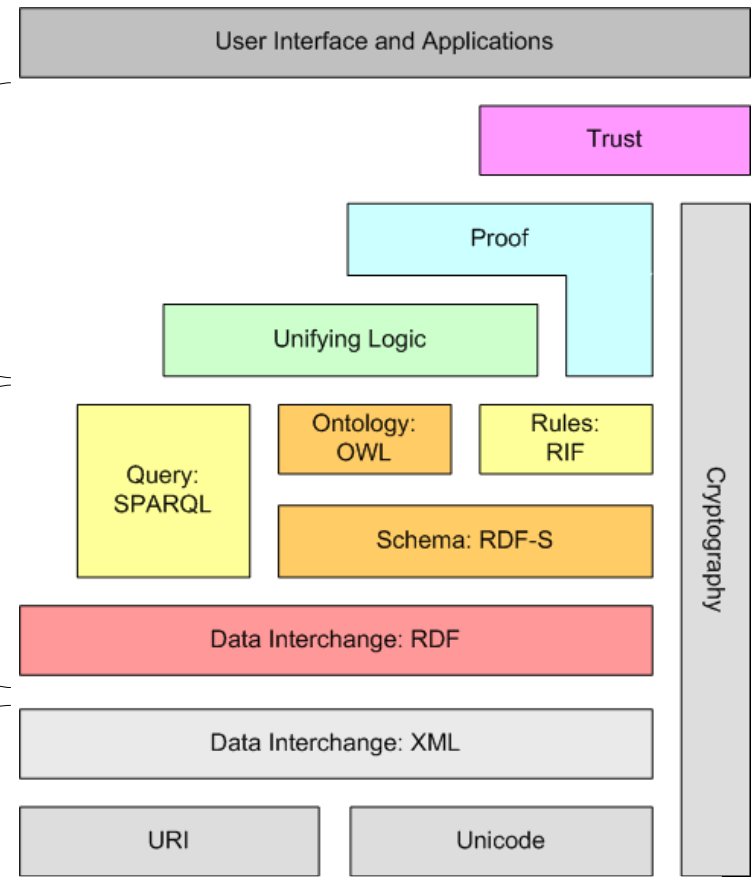 User Interface and Applications
Trust
Proof
Unifying Logic
Ontology:
OWL
Rules:
RIF
Query:
SPARQL
Schema: RDF-S
Cryptography
Data Interchange: RDF
Data Interchange: XML
URI
Unicode